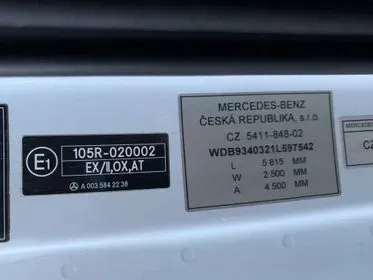 E1
105R-020002
EX/II,OX,AT
A 003 584 22 38
MERCEDES-BENZ
ČESKÁ REPUBLIKA, s.r.o.
CZ 5411-848-02
WDB9340321L597542
L 5 815 MM
W 2 500 MM
A 4 500 MM
CZ